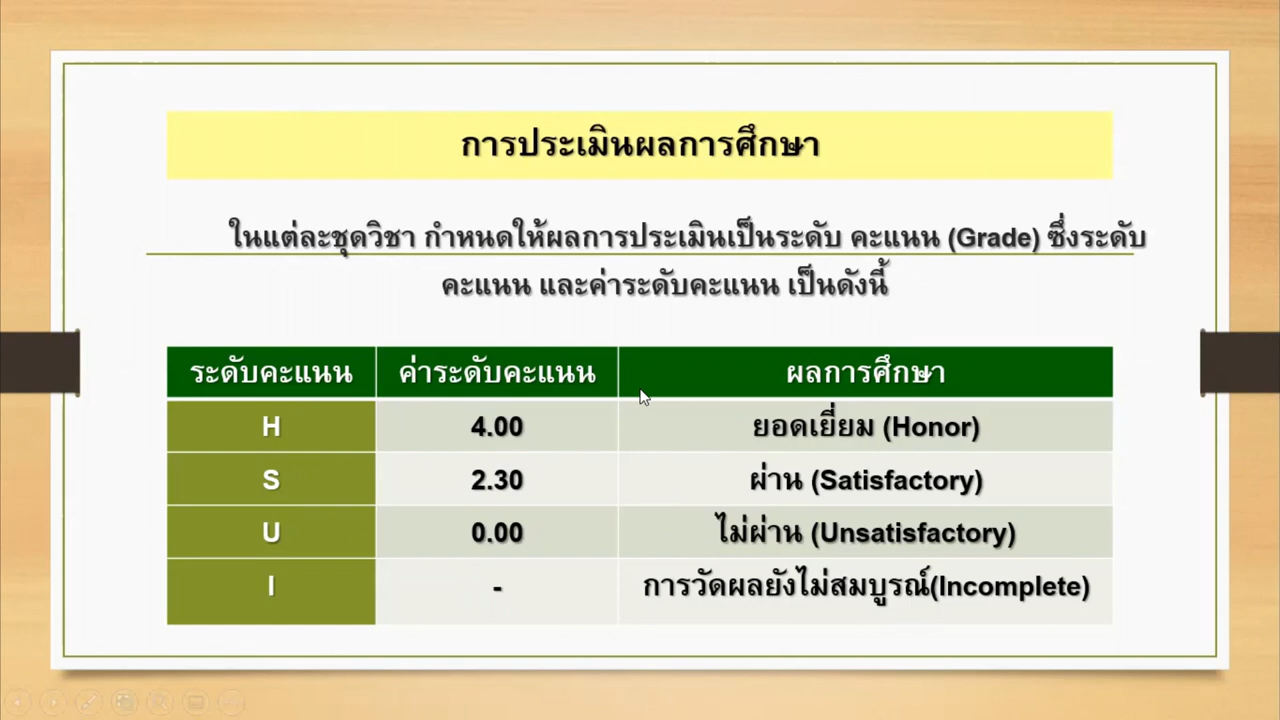 การประเมินผลการศึกษา
ในแต่ละชุดวิชา กำหนดให้ผลการประเมินเป็นระดับ คะแนน (Grade) ซึ่งระดับ
คะแนน และค่าระดับคะแนน เป็นดังนี้
ระดับคะแนน ค่าระดับคะแนน ผลการศึกษา
H 4.00 ยอดเยี่ยม (Honor)
S 2.30 ผ่าน (Satisfactory)
U 0.00 ไม่ผ่าน (Unsatisfactory)
I - การวัดผลยังไม่สมบูรณ์(Incomplete)